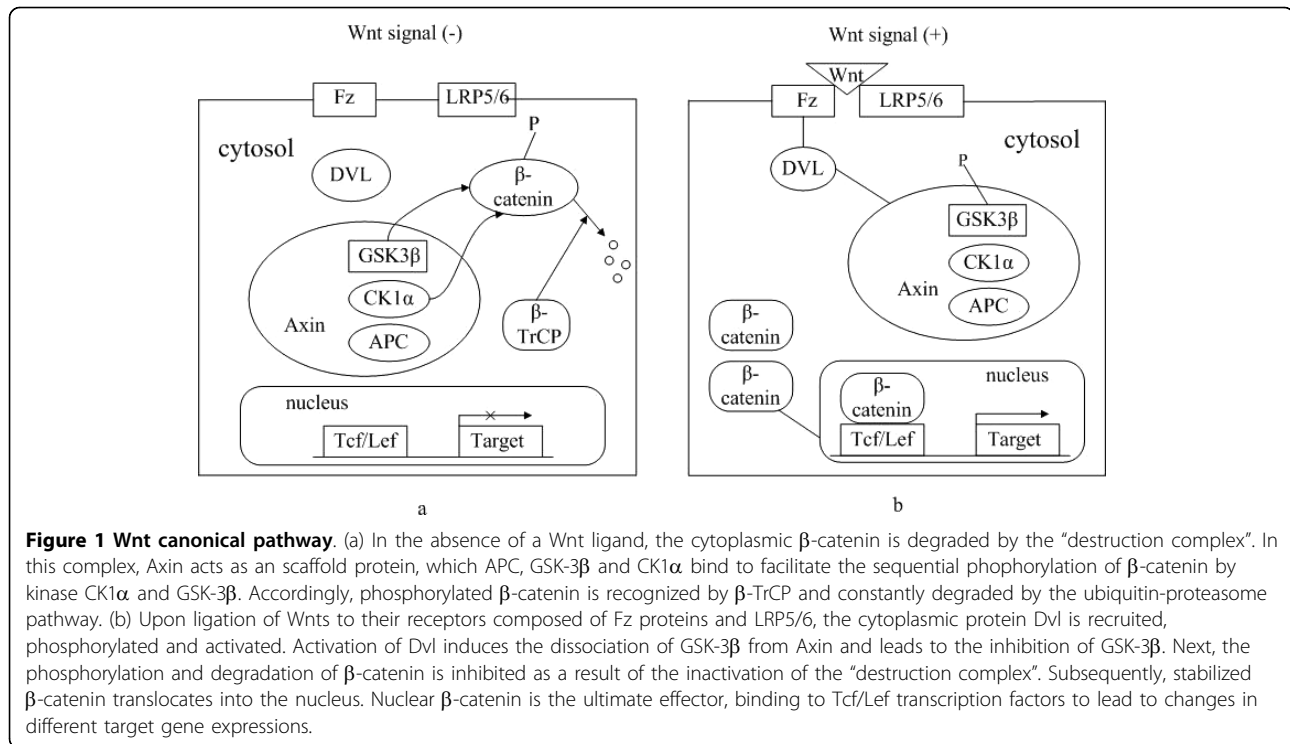 Wnt signal (-)
Fz
LRP5/6
P
cytosol
DVL
β-
catenin
GSK3β
CK1α
Axin
APC
β-
TrCP
nucleus
Tcf/Lef
Target
a
Wnt signal (+)
Wnt
Fz
LRP5/6
cytosol
DVL
P
GSK3β
CK1α
Axin
APC
β-
catenin
β-
catenin
nucleus
β-
catenin
Tcf/Lef
Target
b
Figure 1 Wnt canonical pathway. (a) In the absence of a Wnt ligand, the cytoplasmic β-catenin is degraded by the “destruction complex”. In
this complex, Axin acts as an scaffold protein, which APC, GSK-3β and CK1α bind to facilitate the sequential phophorylation of β-catenin by
kinase CK1α and GSK-3β. Accordingly, phosphorylated β-catenin is recognized by β-TrCP and constantly degraded by the ubiquitin-proteasome
pathway. (b) Upon ligation of Wnts to their receptors composed of Fz proteins and LRP5/6, the cytoplasmic protein Dvl is recruited,
phosphorylated and activated. Activation of Dvl induces the dissociation of GSK-3β from Axin and leads to the inhibition of GSK-3β. Next, the
phosphorylation and degradation of β-catenin is inhibited as a result of the inactivation of the “destruction complex”. Subsequently, stabilized
β-catenin translocates into the nucleus. Nuclear β-catenin is the ultimate effector, binding to Tcf/Lef transcription factors to lead to changes in
different target gene expressions.